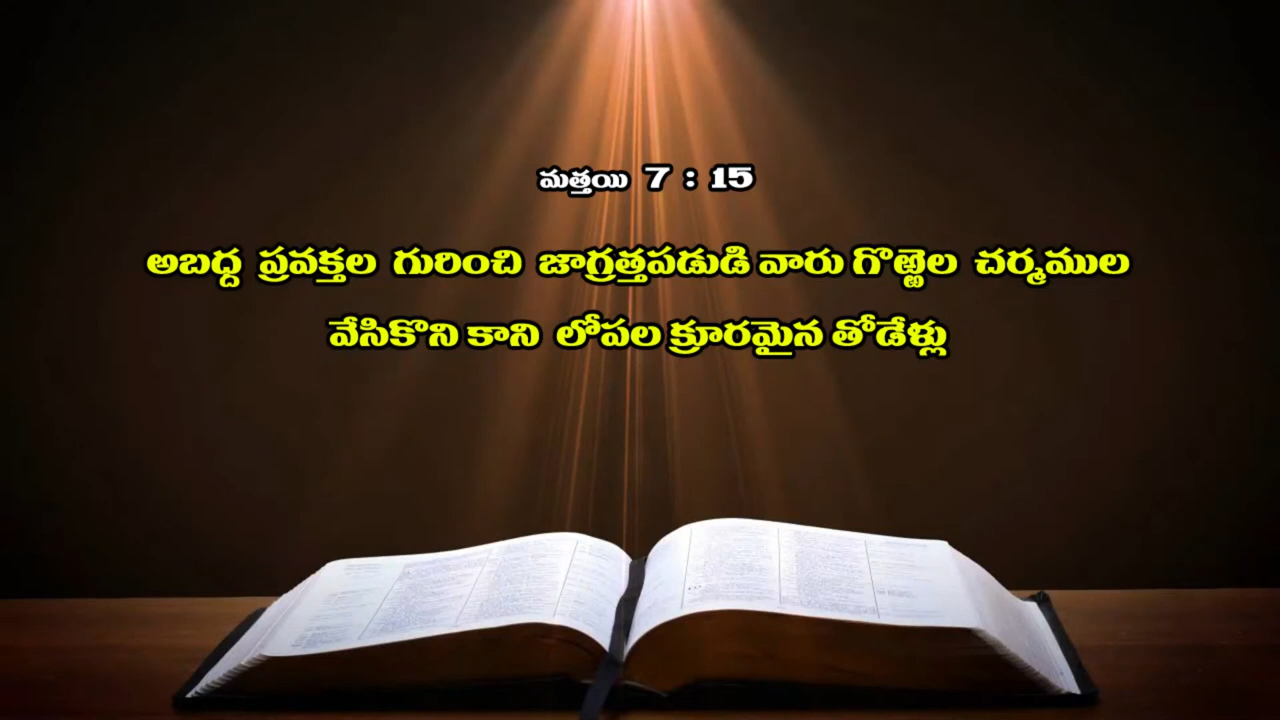 మత్తయి 7 : 15
అబద్ద ప్రవక్తల గురించి జాగ్రత్తపడుడి వారు గొఱ్ఱెల చర్మముల
వేసికొని కాని లోపల క్రూరమైన తోడేళ్లు